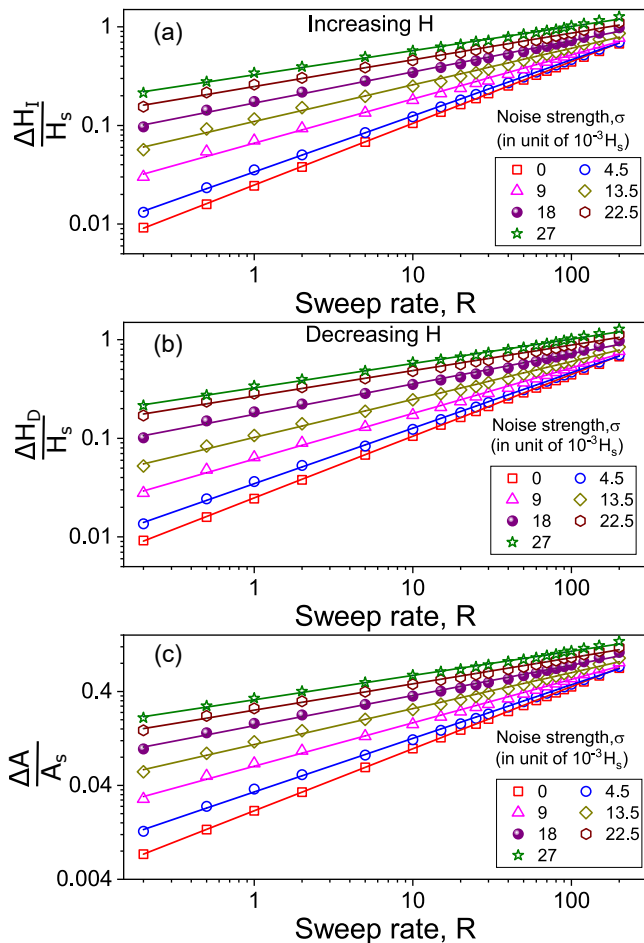 (a)
Increasing H
ΔH_I
H_s
1
0.1
0.01
Noise strength,σ
(in unit of 10⁻³H_s)
0 4.5
9 13.5
18 22.5
27
1 10 100
Sweep rate, R
(b)
Decreasing H
ΔH_D
H_s
1
0.1
0.01
Noise strength,σ
(in unit of 10⁻³H_s)
0 4.5
9 13.5
18 22.5
27
1 10 100
Sweep rate, R
(c)
ΔA
A_s
0.4
0.04
0.004
Noise strength,σ
(in unit of 10⁻³H_s)
0 4.5
9 13.5
18 22.5
27
1 10 100
Sweep rate, R